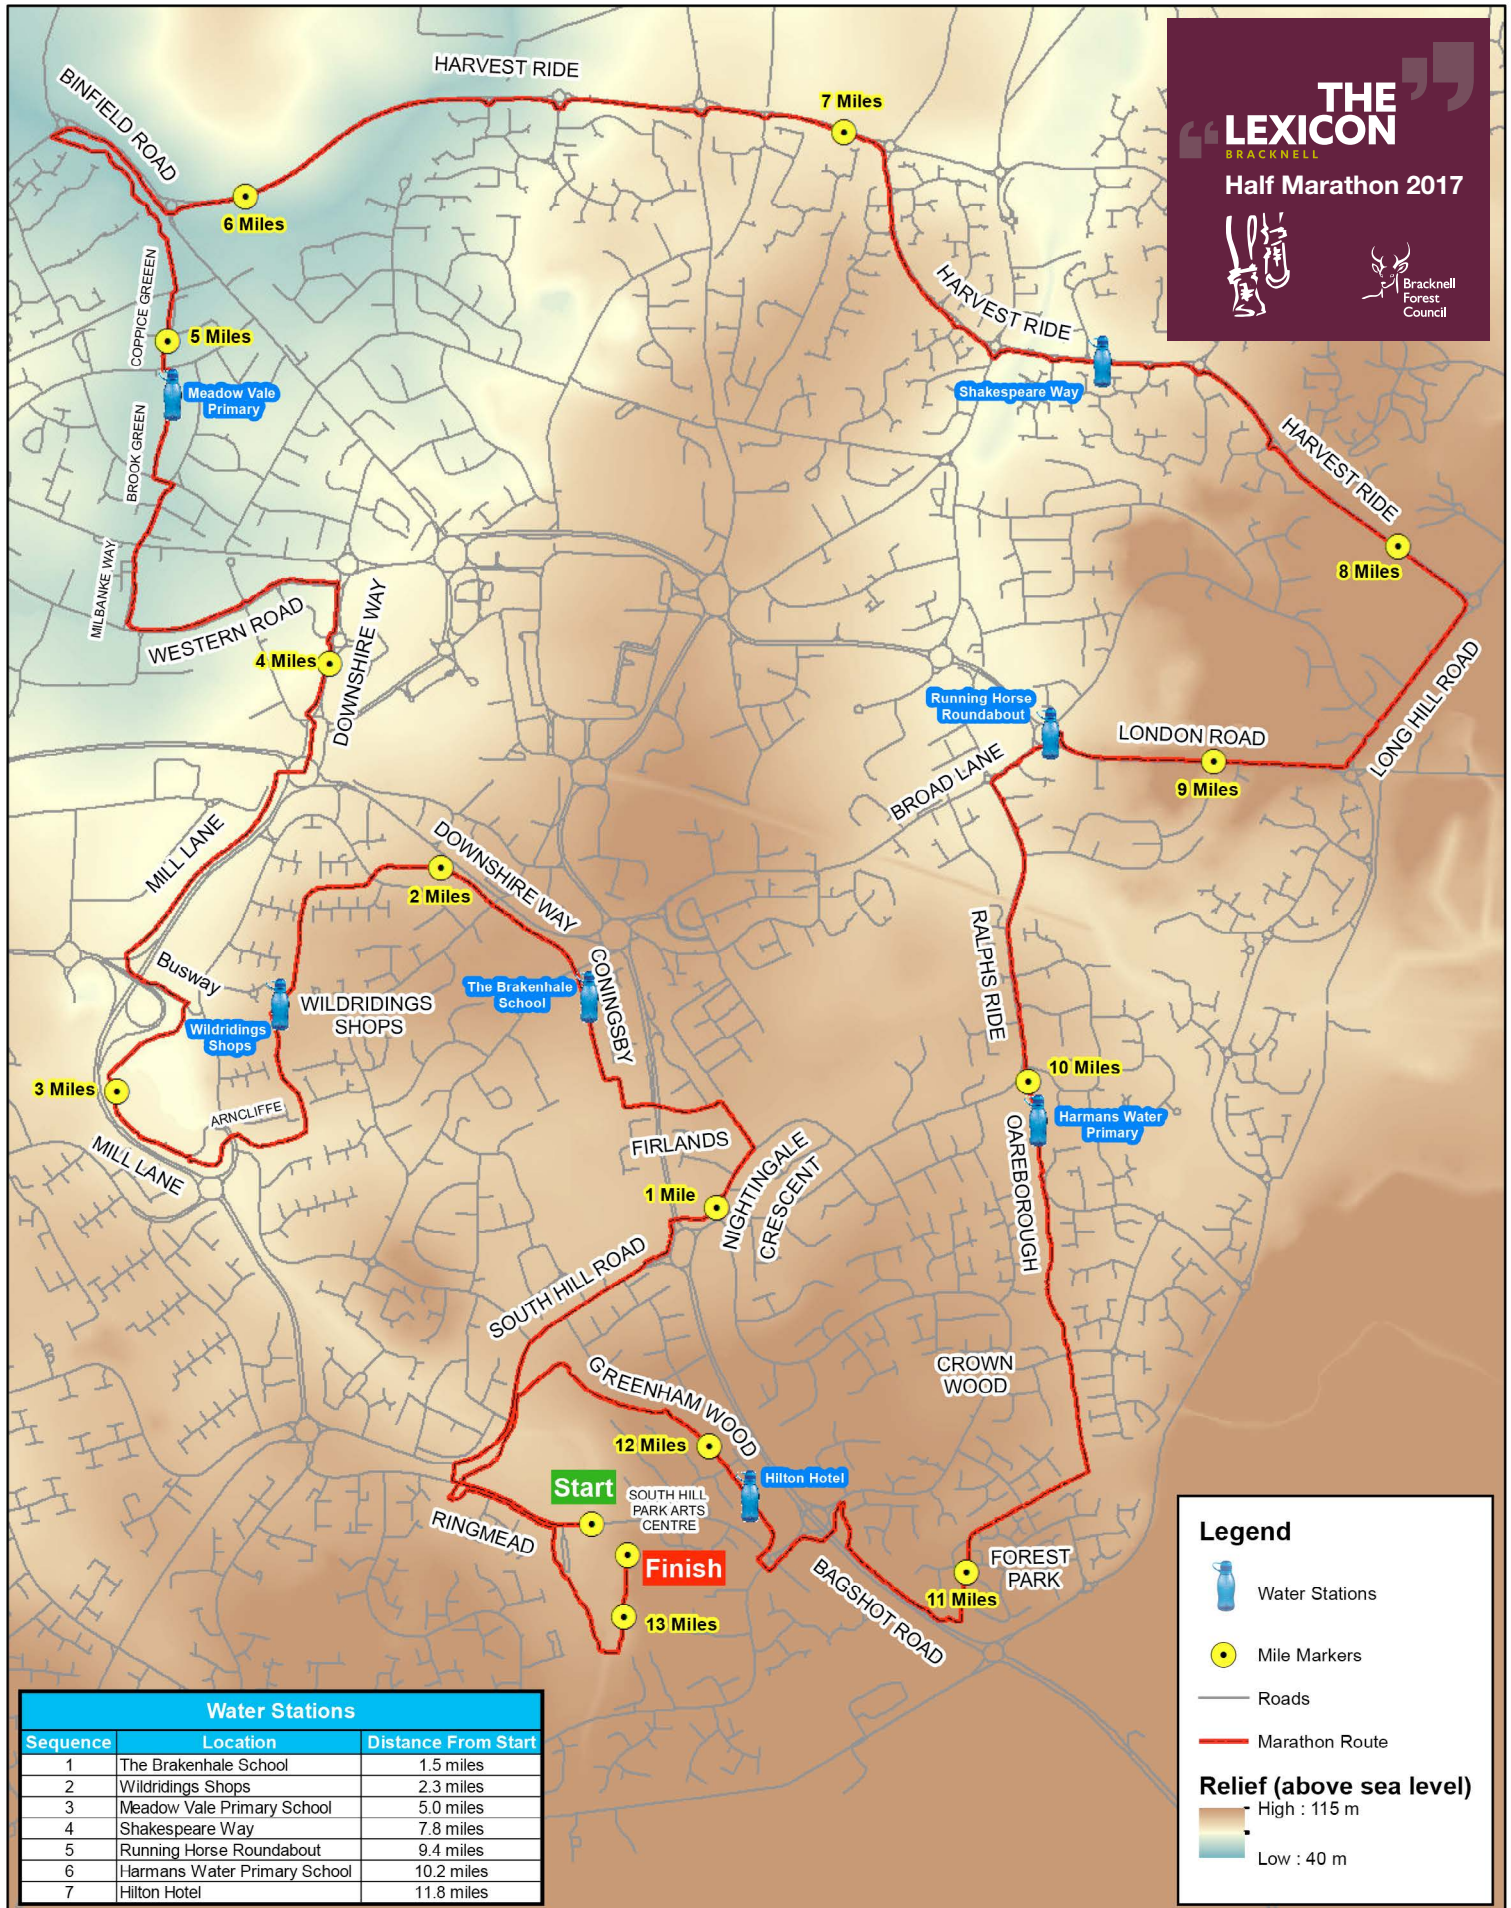 THE
LEXICON
BRACKNELL
Half Marathon 2017
Bracknell
Forest
Council
HARVEST RIDE
BINFIELD ROAD
7 Miles
6 Miles
COPPICE GREEEN
5 Miles
Meadow Vale
Primary
HARVEST RIDE
Shakespeare Way
BROOK GREEN
HARVEST RIDE
8 Miles
MILBANKE WAY
WESTERN ROAD
4 Miles
DOWNSHIRE WAY
Running Horse
Roundabout
LONDON ROAD
LONG HILL ROAD
9 Miles
BROAD LANE
MILL LANE
DOWNSHIRE WAY
2 Miles
RALPHS RIDE
Busway
CONINGSBY
The Brakenhale
School
WILDRIDINGS
SHOPS
Wildridings
Shops
3 Miles
10 Miles
ARNCLIFFE
Harmans Water
Primary
MILL LANE
FIRLANDS
OAREBOROUGH
NIGHTINGALE
CRESCENT
1 Mile
SOUTH HILL ROAD
GREENHAM WOOD
CROWN
WOOD
12 Miles
Hilton Hotel
Start
SOUTH HILL
PARK ARTS
CENTRE
RINGMEAD
Finish
FOREST
PARK
BAGSHOT ROAD
11 Miles
13 Miles
Legend
Water Stations
Mile Markers
Roads
Marathon Route
Relief (above sea level)
High : 115 m
Low : 40 m
Water Stations
Sequence Location Distance From Start
1 The Brakenhale School 1.5 miles
2 Wildridings Shops 2.3 miles
3 Meadow Vale Primary School 5.0 miles
4 Shakespeare Way 7.8 miles
5 Running Horse Roundabout 9.4 miles
6 Harmans Water Primary School 10.2 miles
7 Hilton Hotel 11.8 miles